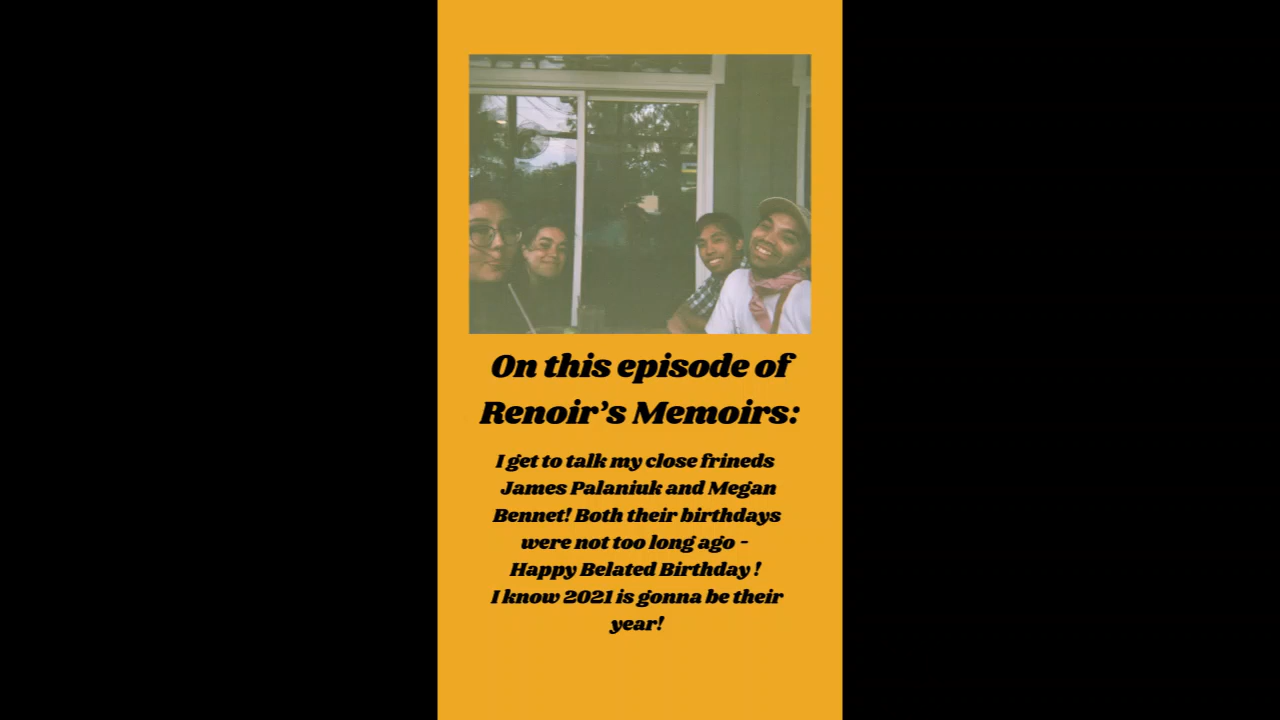 On this episode of
Renoir's Memoirs:
I get to talk my close frineds
James Palaniuk and Megan
Bennet! Both their birthdays
were not too long ago -
Happy Belated Birthday !
I know 2021 is gonna be their
year!